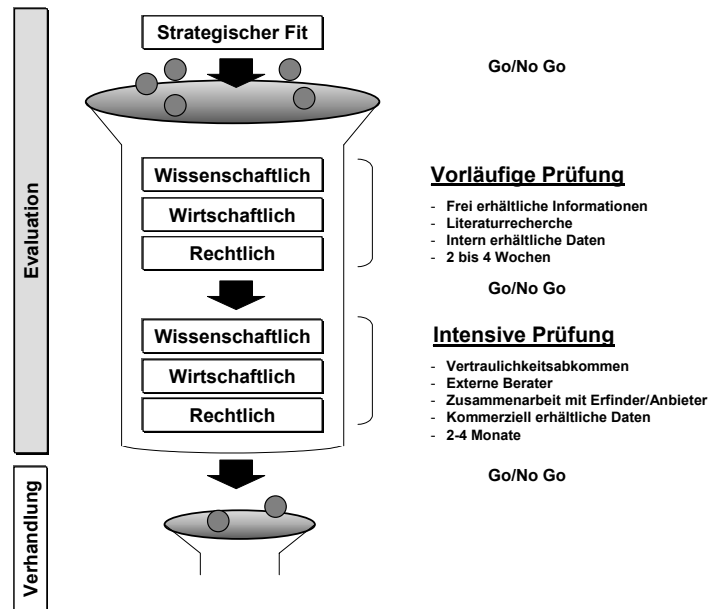 Strategischer Fit
Go/No Go
Evaluation
Wissenschaftlich
Wirtschaftlich
Rechtlich
Vorläufige Prüfung
- Frei erhältliche Informationen
- Literaturrecherche
- Intern erhältliche Daten
- 2 bis 4 Wochen
Go/No Go
Wissenschaftlich
Wirtschaftlich
Rechtlich
Intensive Prüfung
- Vertraulichkeitsabkommen
- Externe Berater
- Zusammenarbeit mit Erfinder/Anbieter
- Kommerziell erhältliche Daten
- 2-4 Monate
Go/No Go
Verhandlung